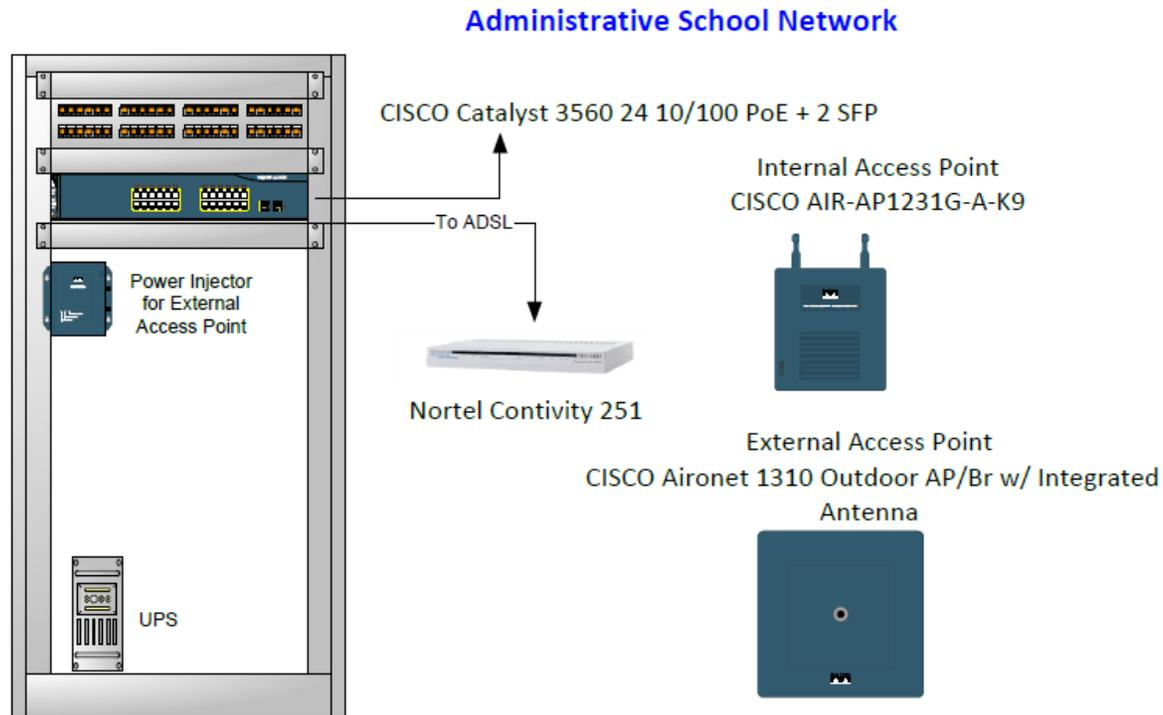 Administrative School Network
CISCO Catalyst 3560 24 10/100 PoE + 2 SFP
Internal Access Point
CISCO AIR-AP1231G-A-K9
To ADSL
Power Injector
for External
Access Point
Nortel Contivity 251
External Access Point
CISCO Aironet 1310 Outdoor AP/Br w/ Integrated
Antenna
UPS